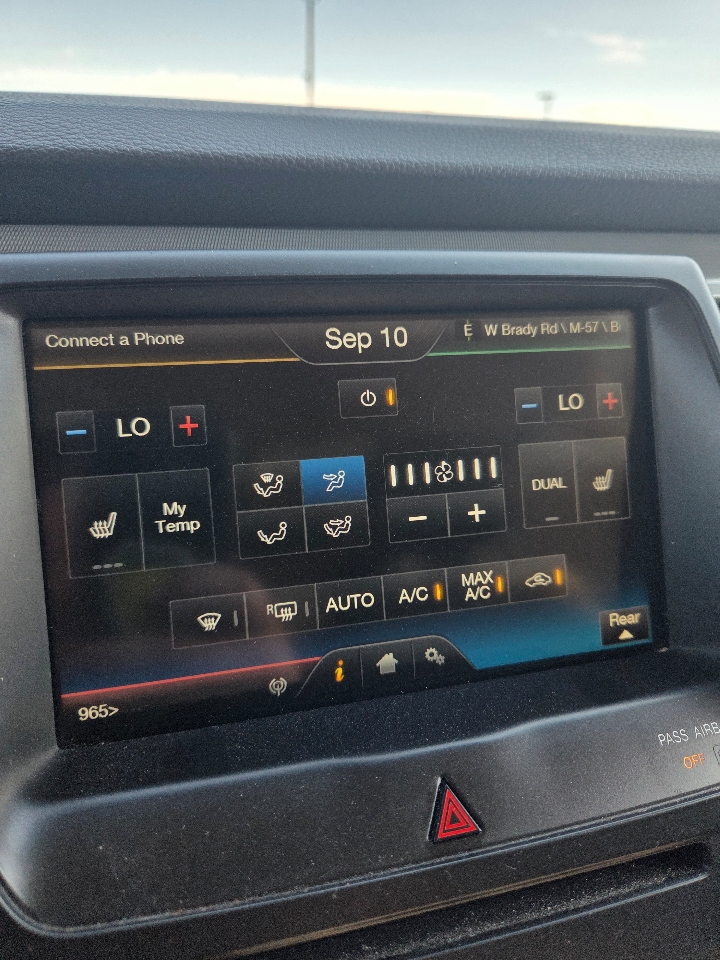 Connect a Phone
Sep 10
E W Brady Rd \ M-57 \ B
LO
LO
My
Temp
DUAL
R
AUTO
A/C
MAX
A/C
Rear
i
965>
PASS AIRB
OFF